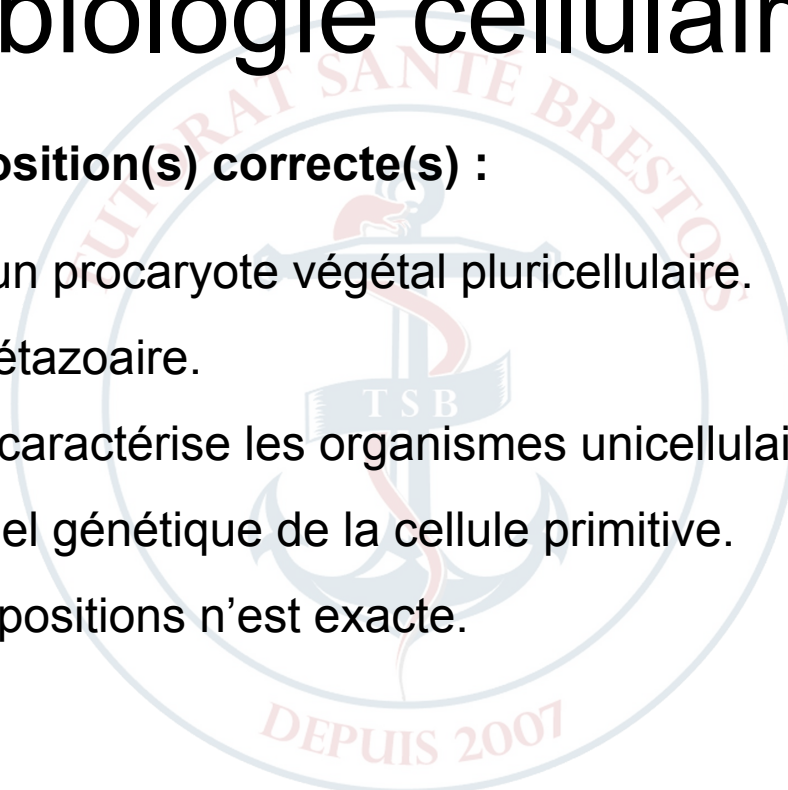 biologie cellulair
TUTORAT SANTÉ BRESTOIS
osition(s) correcte(s) :
un procaryote végétal pluricellulaire.
étazoaire.
TSB
caractérise les organismes unicellulai
el génétique de la cellule primitive.
positions n’est exacte.
DEPUIS 2007